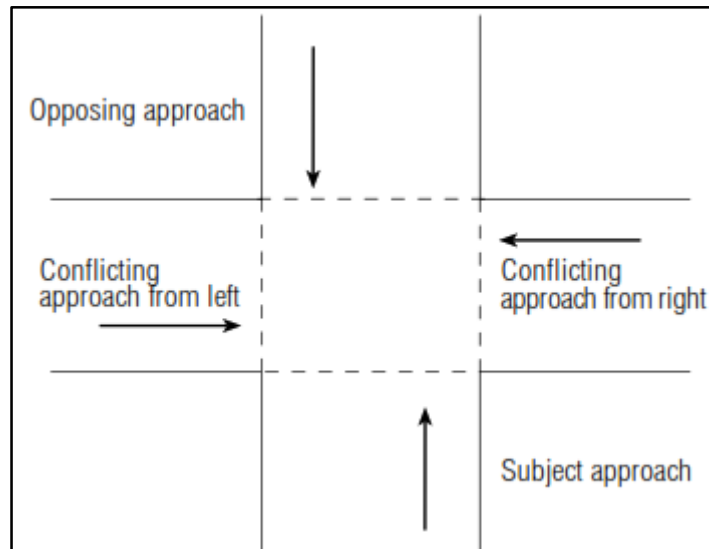 Opposing approach
Conflicting
approach from left
Conflicting
approach from right
Subject approach